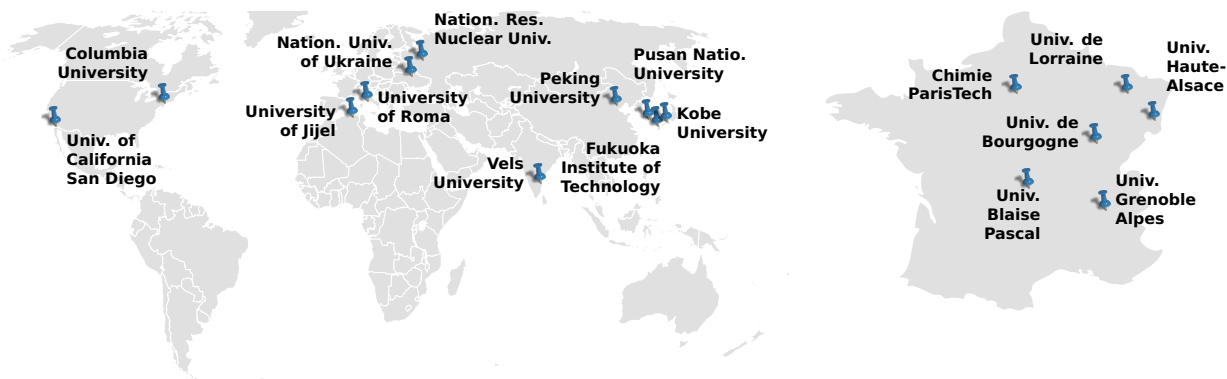 Columbia
University
Univ. of
California
San Diego
Nation. Univ.
of Ukraine
Nation. Res.
Nuclear Univ.
University
of Jijel
University
of Roma
Peking
University
Pusan Natio.
University
Kobe
University
Vels
University
Fukuoka
Institute of
Technology
Chimie
ParisTech
Univ. de
Lorraine
Univ.
Haute-
Alsace
Univ. de
Bourgogne
Univ.
Blaise
Pascal
Univ.
Grenoble
Alpes